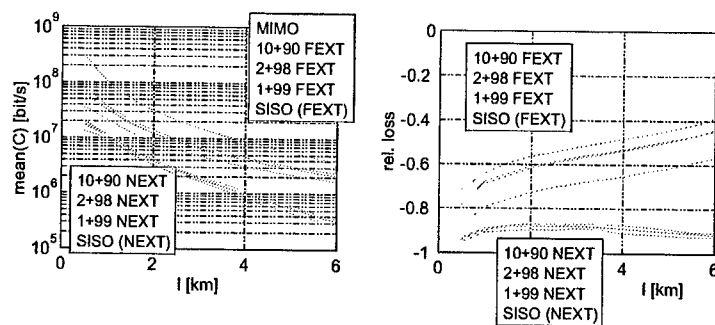 10⁹
10⁸
10⁷
10⁶
10⁵
mean(C) [bit/s]
MIMO
10+90 FEXT
2+98 FEXT
1+99 FEXT
SISO (FEXT)
10+90 NEXT
2+98 NEXT
1+99 NEXT
SISO (NEXT)
0
2
4
6
l [km]
0
-0.2
-0.4
-0.6
-0.8
-1
rel. loss
10+90 FEXT
2+98 FEXT
1+99 FEXT
SISO (FEXT)
10+90 NEXT
2+98 NEXT
1+99 NEXT
SISO (NEXT)
0
4
6
l [km]